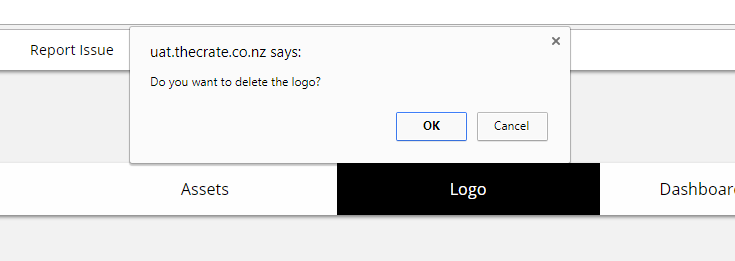 Report Issue
uat.thecrate.co.nz says:
Do you want to delete the logo?
OK Cancel
Assets Logo Dashboar